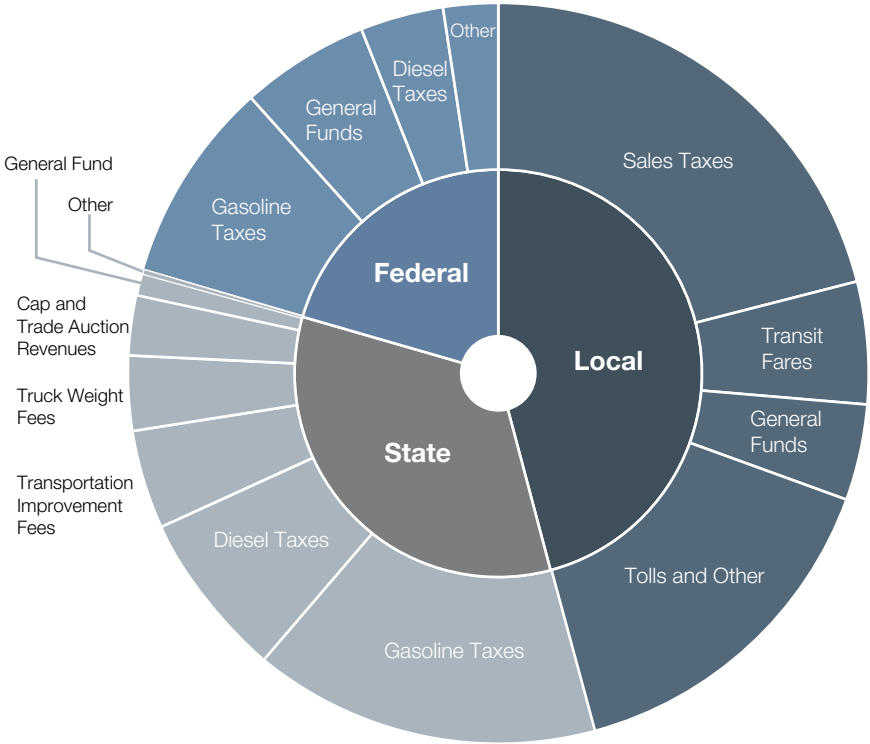 Other
Diesel
Taxes
General
Funds
Sales Taxes
General Fund
Other
Gasoline
Taxes
Federal
Cap and
Trade Auction
Revenues
Transit
Fares
Local
Truck Weight
Fees
General
Funds
State
Transportation
Improvement
Fees
Diesel Taxes
Tolls and Other
Gasoline Taxes